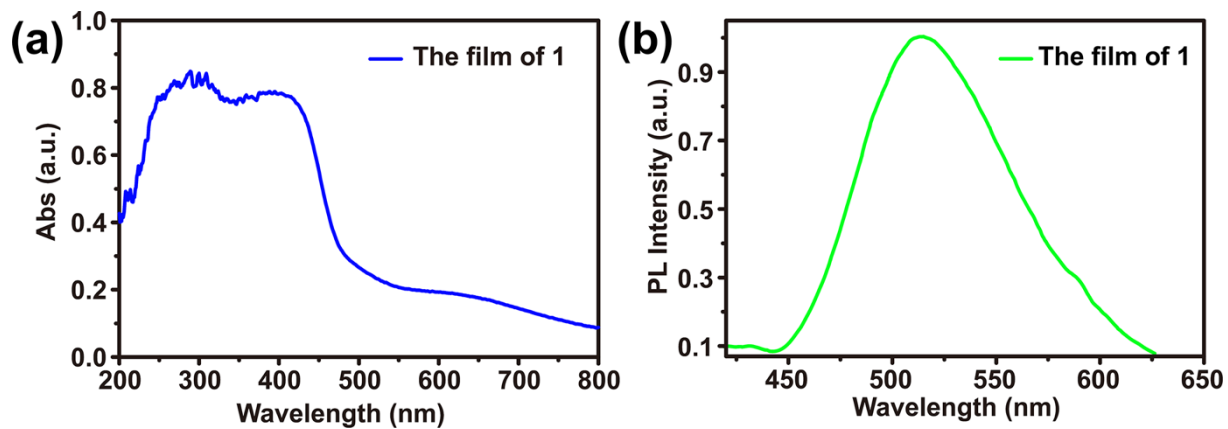 (a)
The film of 1
Abs (a.u.)
1.0
0.8
0.6
0.4
0.2
0.0
200 300 400 500 600 700 800
Wavelength (nm)
(b)
The film of 1
PL Intensity (a.u.)
0.9
0.7
0.5
0.3
0.1
450 500 550 600 650
Wavelength (nm)